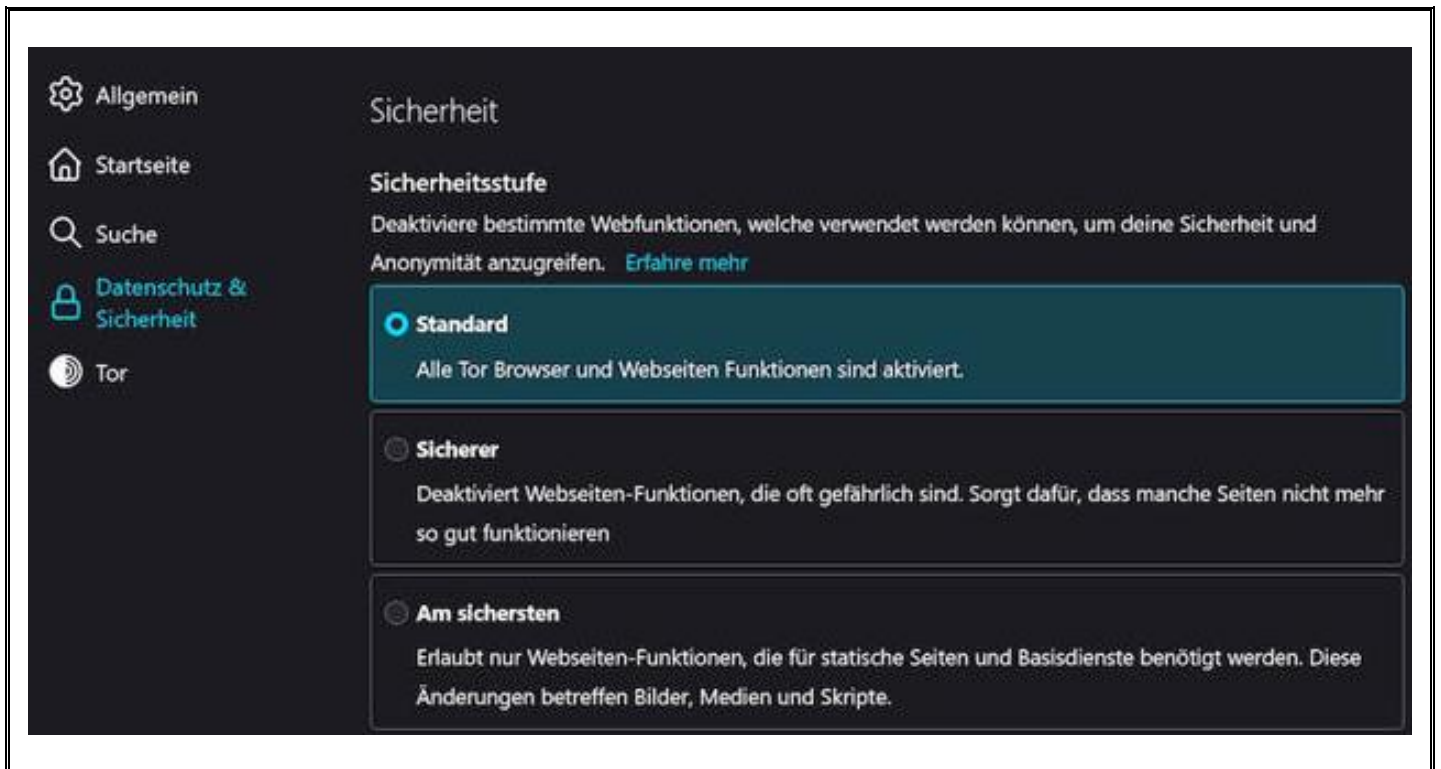 Allgemein
Startseite
Suche
Datenschutz &
Sicherheit
Tor
Sicherheit
Sicherheitsstufe
Deaktiviere bestimmte Webfunktionen, welche verwendet werden können, um deine Sicherheit und
Anonymität anzugreifen. Erfahre mehr
Standard
Alle Tor Browser und Webseiten Funktionen sind aktiviert.
Sicherer
Deaktiviert Webseiten-Funktionen, die oft gefährlich sind. Sorgt dafür, dass manche Seiten nicht mehr
so gut funktionieren
Am sichersten
Erlaubt nur Webseiten-Funktionen, die für statische Seiten und Basisdienste benötigt werden. Diese
Änderungen betreffen Bilder, Medien und Skripte.